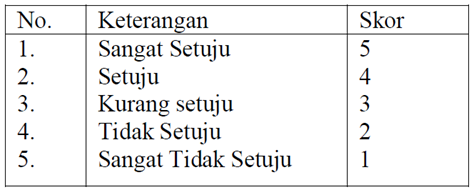 No. Keterangan Skor
1. Sangat Setuju 5
2. Setuju 4
3. Kurang setuju 3
4. Tidak Setuju 2
5. Sangat Tidak Setuju 1